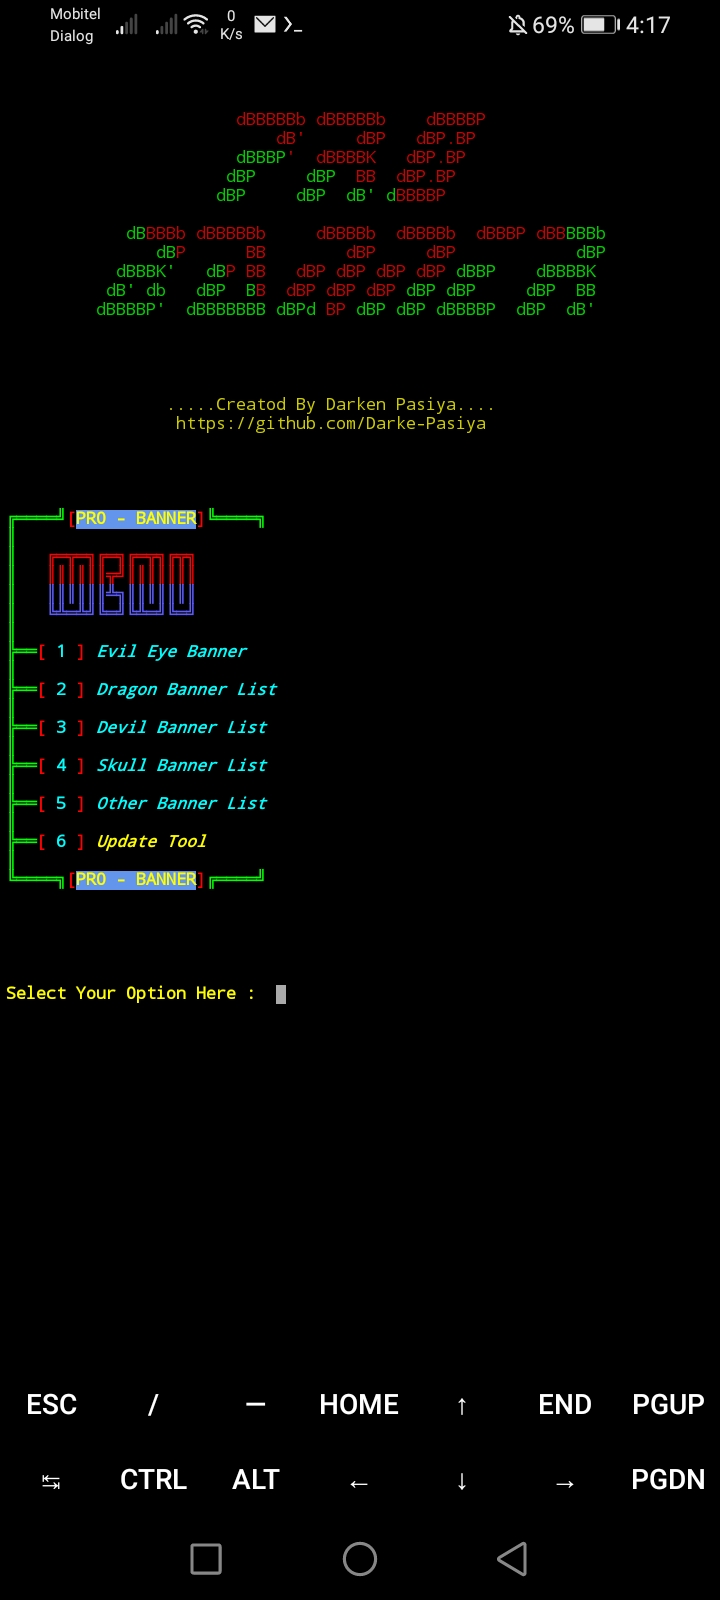 Mobitel
Dialog
0
K/s
69%
4:17
dBBBBBb dBBBBBb    dBBBBP
dB'     dBP   dBP.BP
dBBBP'  dBBBBK   dBP.BP
dBP     dBP  BB  dBP.BP
dBP     dBP  dB' dBBBBP
dBBBBb dBBBBBb     dBBBBb  dBBBBb  dBBBP dBBBBBb
dBP      BB        dBP     dBP            dBP
dBBBK'   dBP BB   dBP dBP dBP dBP dBBP    dBBBBK
dB' db   dBP  BB  dBP dBP dBP dBP dBP     dBP  BB
dBBBBP'  dBBBBBBB dBPd BP dBP dBP dBBBBP  dBP  dB'
.....Created By Darken Pasiya....
https://github.com/Darke-Pasiya
[PRO - BANNER]
MENU
[ 1 ] Evil Eye Banner
[ 2 ] Dragon Banner List
[ 3 ] Devil Banner List
[ 4 ] Skull Banner List
[ 5 ] Other Banner List
[ 6 ] Update Tool
[PRO - BANNER]
Select Your Option Here :
ESC / — HOME ↑ END PGUP
↹ CTRL ALT ← ↓ → PGDN